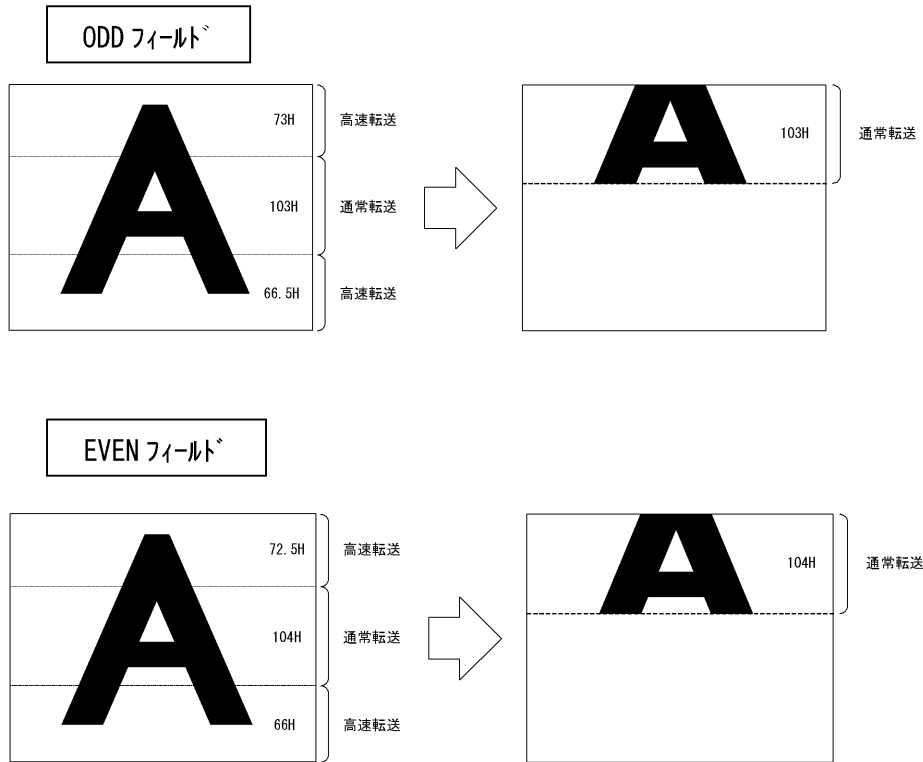 ODD フィールド
73H
高速転送
103H
通常転送
66.5H
高速転送
103H
通常転送
EVEN フィールド
72.5H
高速転送
104H
通常転送
66H
高速転送
104H
通常転送